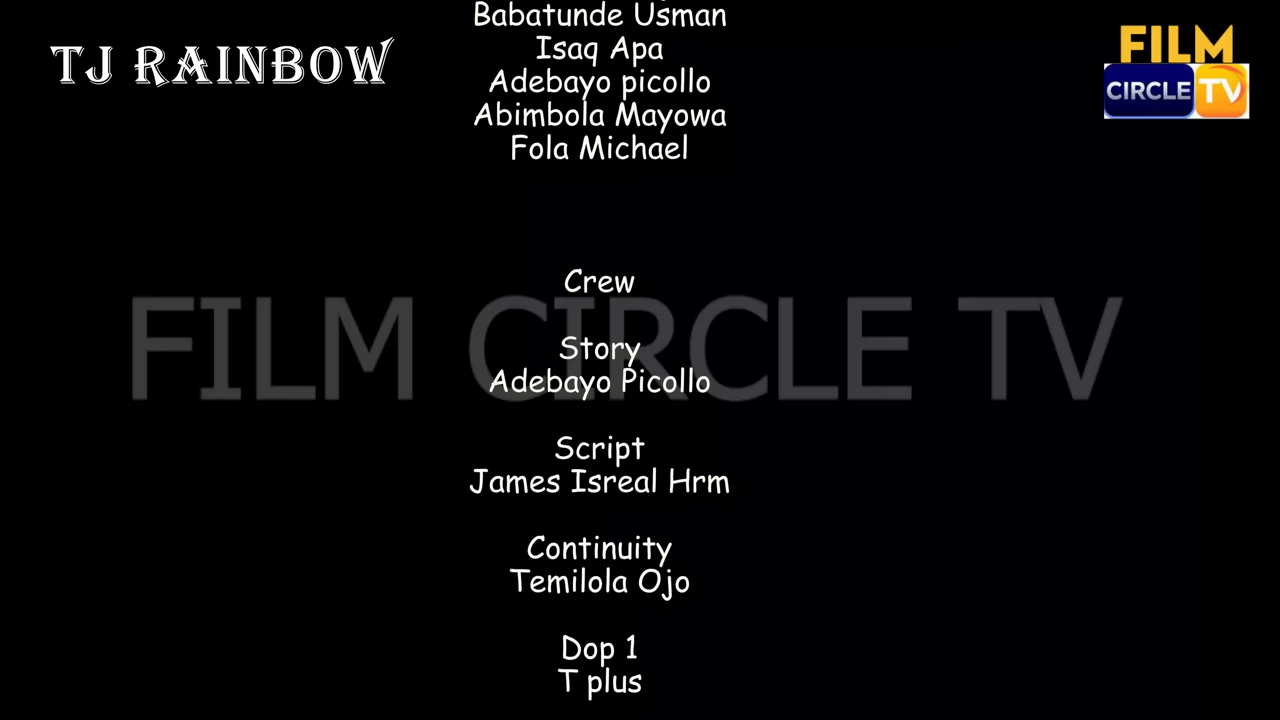 Babatunde Usman
TJ RAINBOW
Isaq Apa
FILM
CIRCLE TV
Adebayo picollo
Abimbola Mayowa
Fola Michael
Crew
FILM CIRCLE TV
Story
Adebayo Picollo
Script
James Isreal Hrm
Continuity
Temilola Ojo
Dop 1
T plus